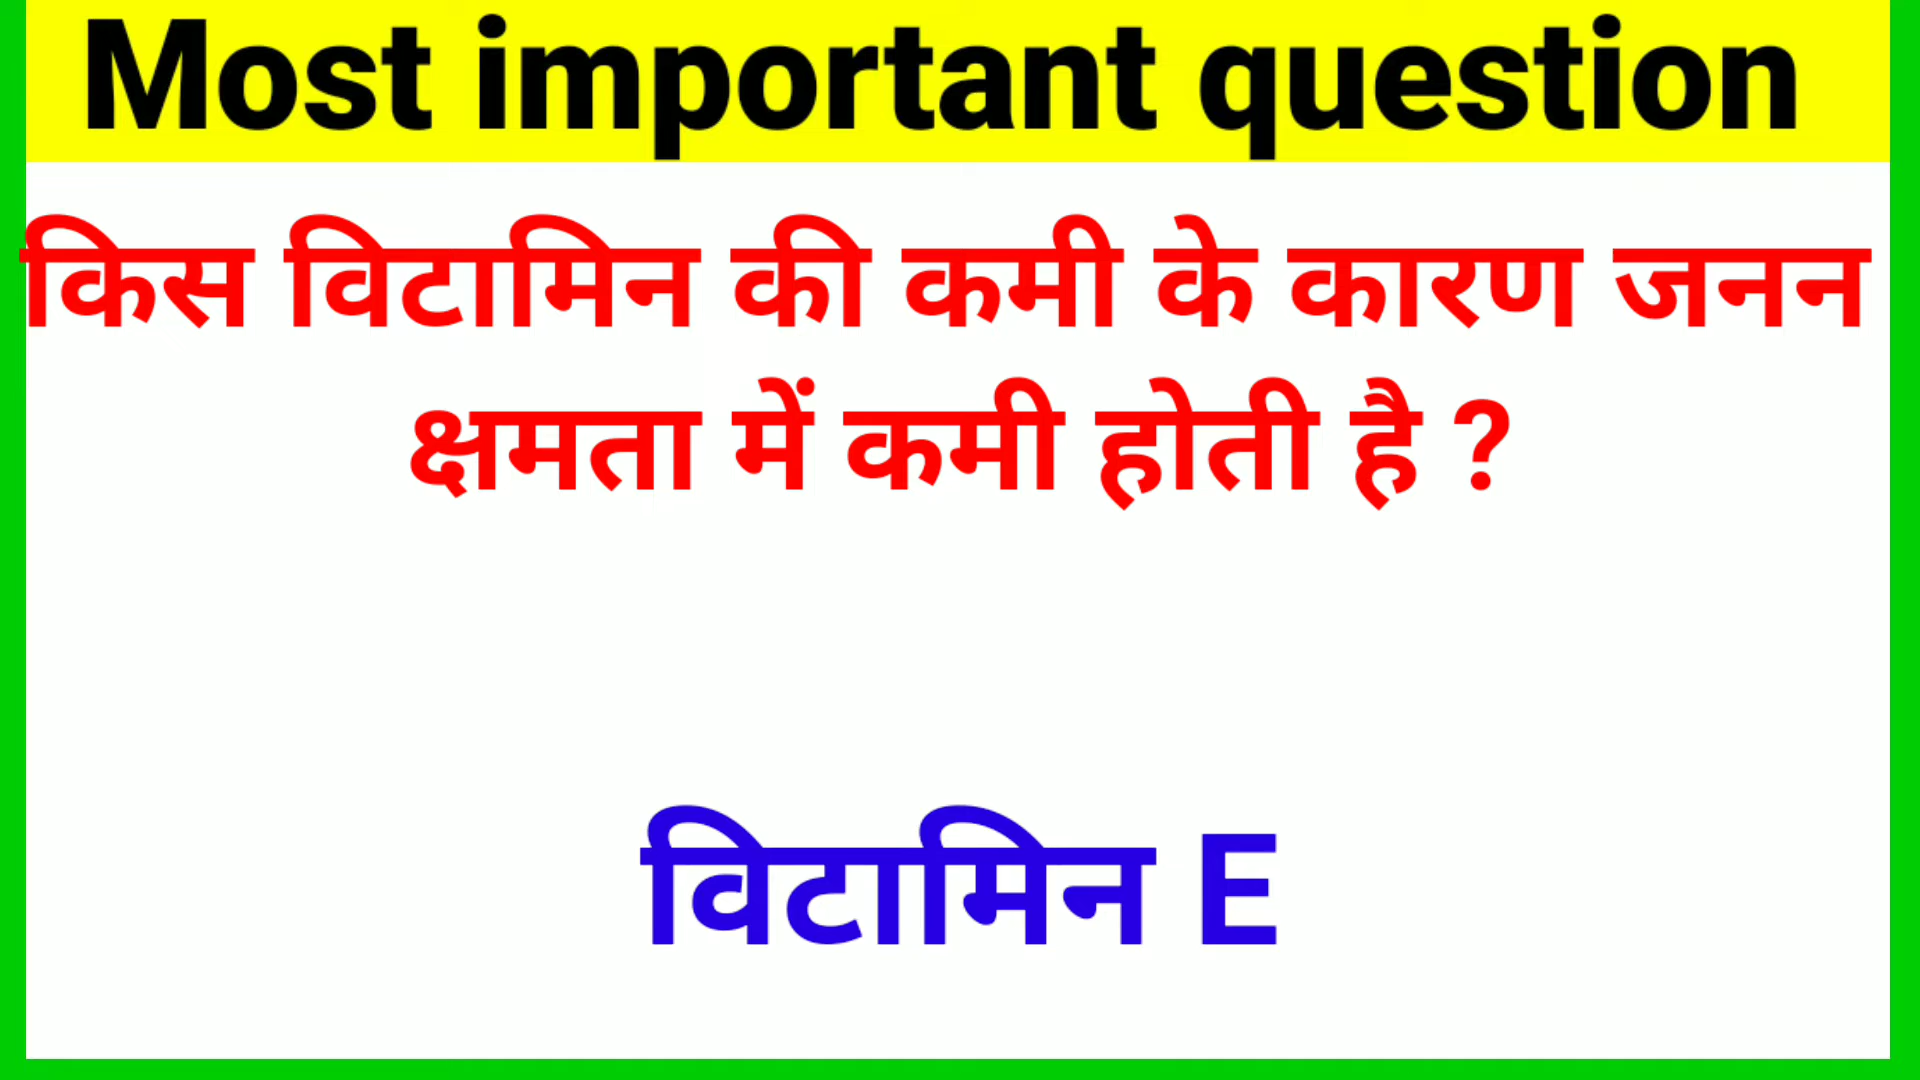 Most important question
किस विटामिन की कमी के कारण जनन
क्षमता में कमी होती है ?
विटामिन E